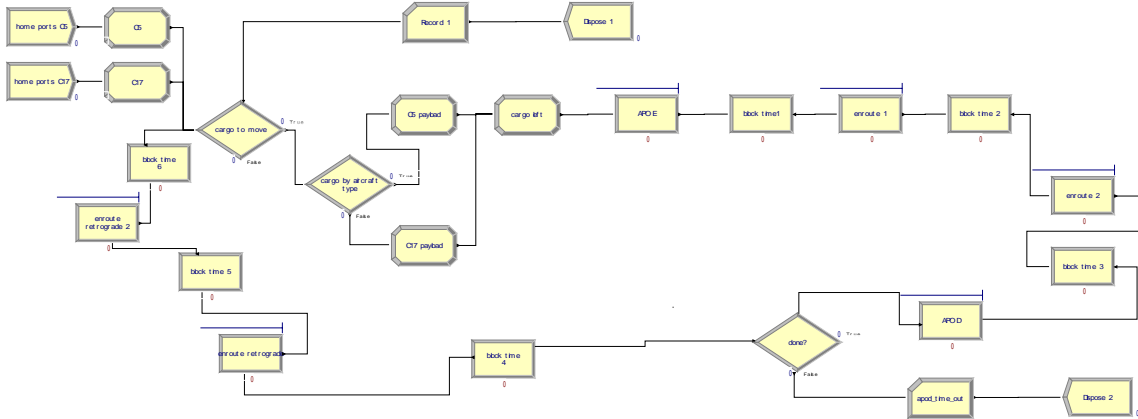 home ports C5
0
C5
Record 1
Dispose 1
0
home ports C17
0
C17
cargo to move
0
True
0
False
C5 payload
cargo left
APOE
0
block time1
0
enroute 1
0
block time 2
0
block time
6
0
cargo by aircraft
type
0
True
0
False
enroute
retrograde 2
0
enroute 2
0
C17 payload
block time 5
0
block time 3
0
APOD
0
done?
0
True
0
False
enroute retrograd
0
block time
4
0
apod_time_out
Dispose 2
0